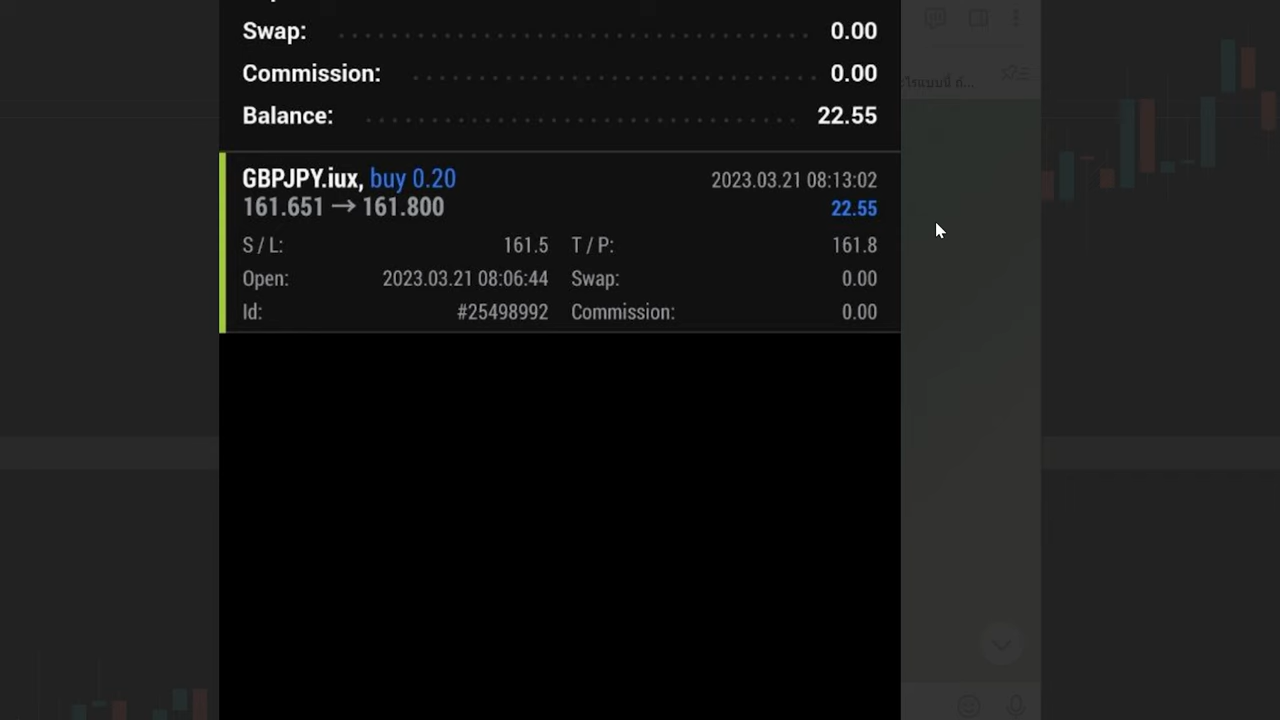 Swap: 0.00
Commission: 0.00
Balance: 22.55
GBPJPY.iux, buy 0.20 2023.03.21 08:13:02
161.651 → 161.800 22.55
S / L: 161.5 T / P: 161.8
Open: 2023.03.21 08:06:44 Swap: 0.00
Id: #25498992 Commission: 0.00